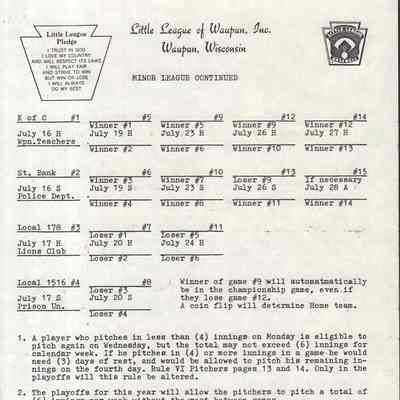 Little League
Pledge
I TRUST IN GOD
I LOVE MY COUNTRY
AND WILL RESPECT ITS LAWS
I WILL PLAY FAIR
AND STRIVE TO WIN
BUT WIN OR LOSE
I WILL ALWAYS
DO MY BEST
Little League of Waupun, Inc.
Waupun, Wisconsin
MINOR LEAGUE CONTINUED
K of C #1 #5 #9 #12 #14
Winner #1 Winner #5 Winner #9 Winner #12
July 16 H July 19 H July 23 H July 26 H July 27 H
Wpn.Teachers Winner #2 Winner #6 Winner #10 Winner #13
St. Bank #2 #6 #10 #13 #15
Winner #3 Winner #7 Loser #9 If necessary
July 16 S July 19 S July 23 S July 26 S July 28 A
Police Dept. Winner #4 Winner #8 Winner #11 Winner #14
Local 178 #3 #7 #11
Loser #1 Loser #5
July 17 H July 20 H July 24 H
Lions Club Loser #2 Loser #6
Local 1516 #4 #8
Loser #3
July 17 S July 20 S
Prison Un. Loser #4
Winner of game #9 will automatmatically
be in the championship game, even if
they lose game #12.
A coin flip will determine Home team.
1. A player who pitches in less than (4) innings on Monday is eligible to
pitch again on Wednesday, but the total may not exceed (6) innings for
calendar week. If he pitches in (4) or more innings in a game he would
need (3) days of rest, and would be allowed to pitch his remaining in-
nings on the fourth day. Rule VI Pitchers pages 13 and 14. Only in the
playoffs will this rule be altered.
2. The playoffs for this year will allow the pitchers to pitch a total of